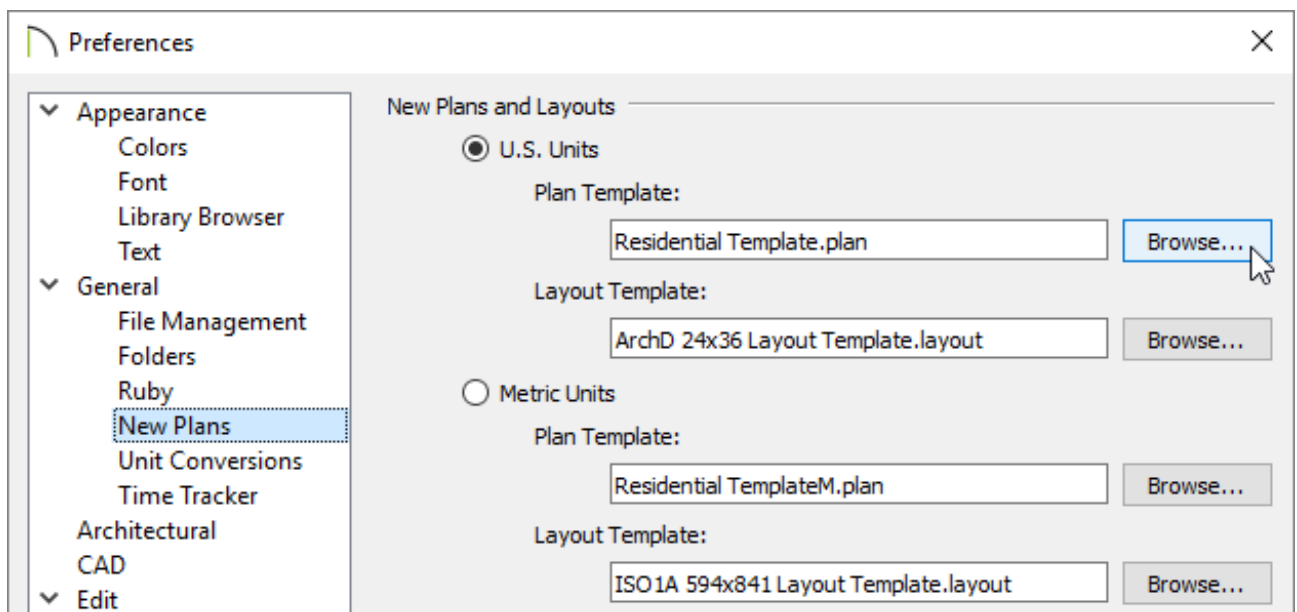 Preferences
Appearance
Colors
Font
Library Browser
Text
General
File Management
Folders
Ruby
New Plans
Unit Conversions
Time Tracker
Architectural
CAD
Edit
New Plans and Layouts
U.S. Units
Plan Template:
Residential Template.plan Browse...
Layout Template:
ArchD 24x36 Layout Template.layout Browse...
Metric Units
Plan Template:
Residential TemplateM.plan Browse...
Layout Template:
ISO1A 594x841 Layout Template.layout Browse...